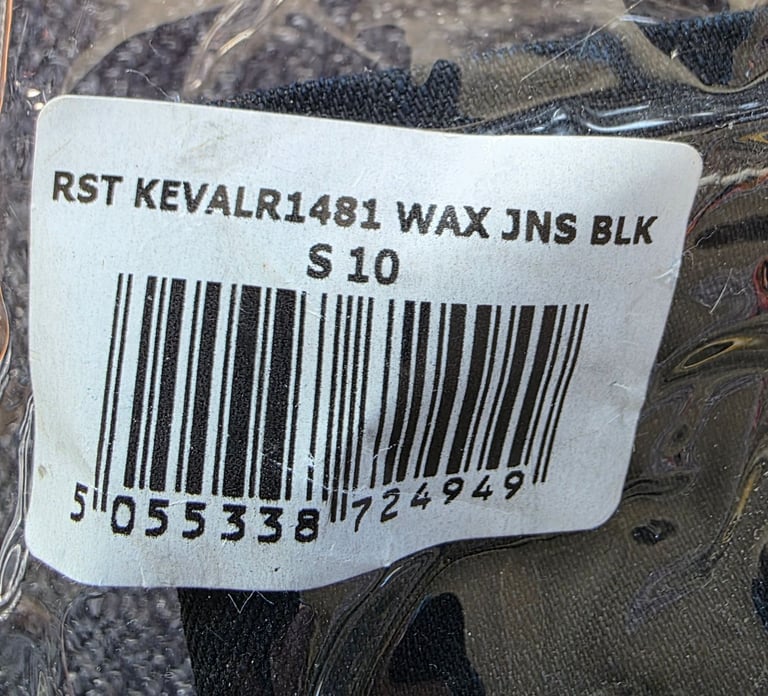 RST KEVALR1481 WAX JNS BLK
S 10
5 055338 724949